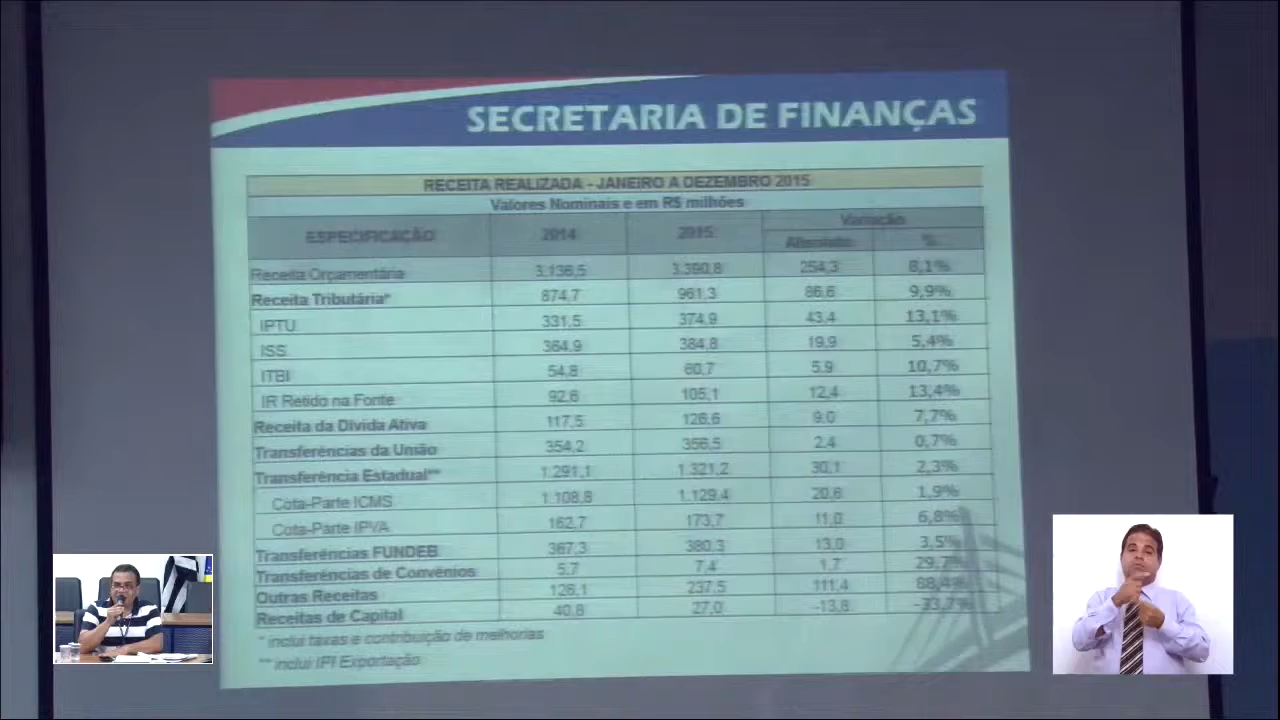 SECRETARIA DE FINANÇAS
RECEITA REALIZADA - JANEIRO A DEZEMBRO 2015
Valores Nominais e em R$ milhões
ESPECIFICAÇÃO 2014 2015 Variação
Absoluta %
Receita Orçamentária 3.136,5 3.390,8 254,3 8,1%
Receita Tributária* 874,7 961,3 86,6 9,9%
IPTU 331,5 374,9 43,4 13,1%
ISS 364,9 384,8 19,9 5,4%
ITBI 54,8 60,7 5,9 10,7%
IR Retido na Fonte 92,6 105,1 12,4 13,4%
Receita da Dívida Ativa 117,5 126,6 9,0 7,7%
Transferências da União 354,2 356,5 2,4 0,7%
Transferência Estadual** 1.291,1 1.321,2 30,1 2,3%
Cota-Parte ICMS 1.108,8 1.129,4 20,6 1,9%
Cota-Parte IPVA 162,7 173,7 11,0 6,8%
Transferências FUNDEB 367,3 380,3 13,0 3,5%
Transferências de Convênios 5,7 7,4 1,7 29,7%
Outras Receitas 126,1 237,5 111,4 88,4%
Receitas de Capital 40,8 27,0 -13,8 -33,7%
* inclui taxas e contribuição de melhorias
** inclui IPI Exportação